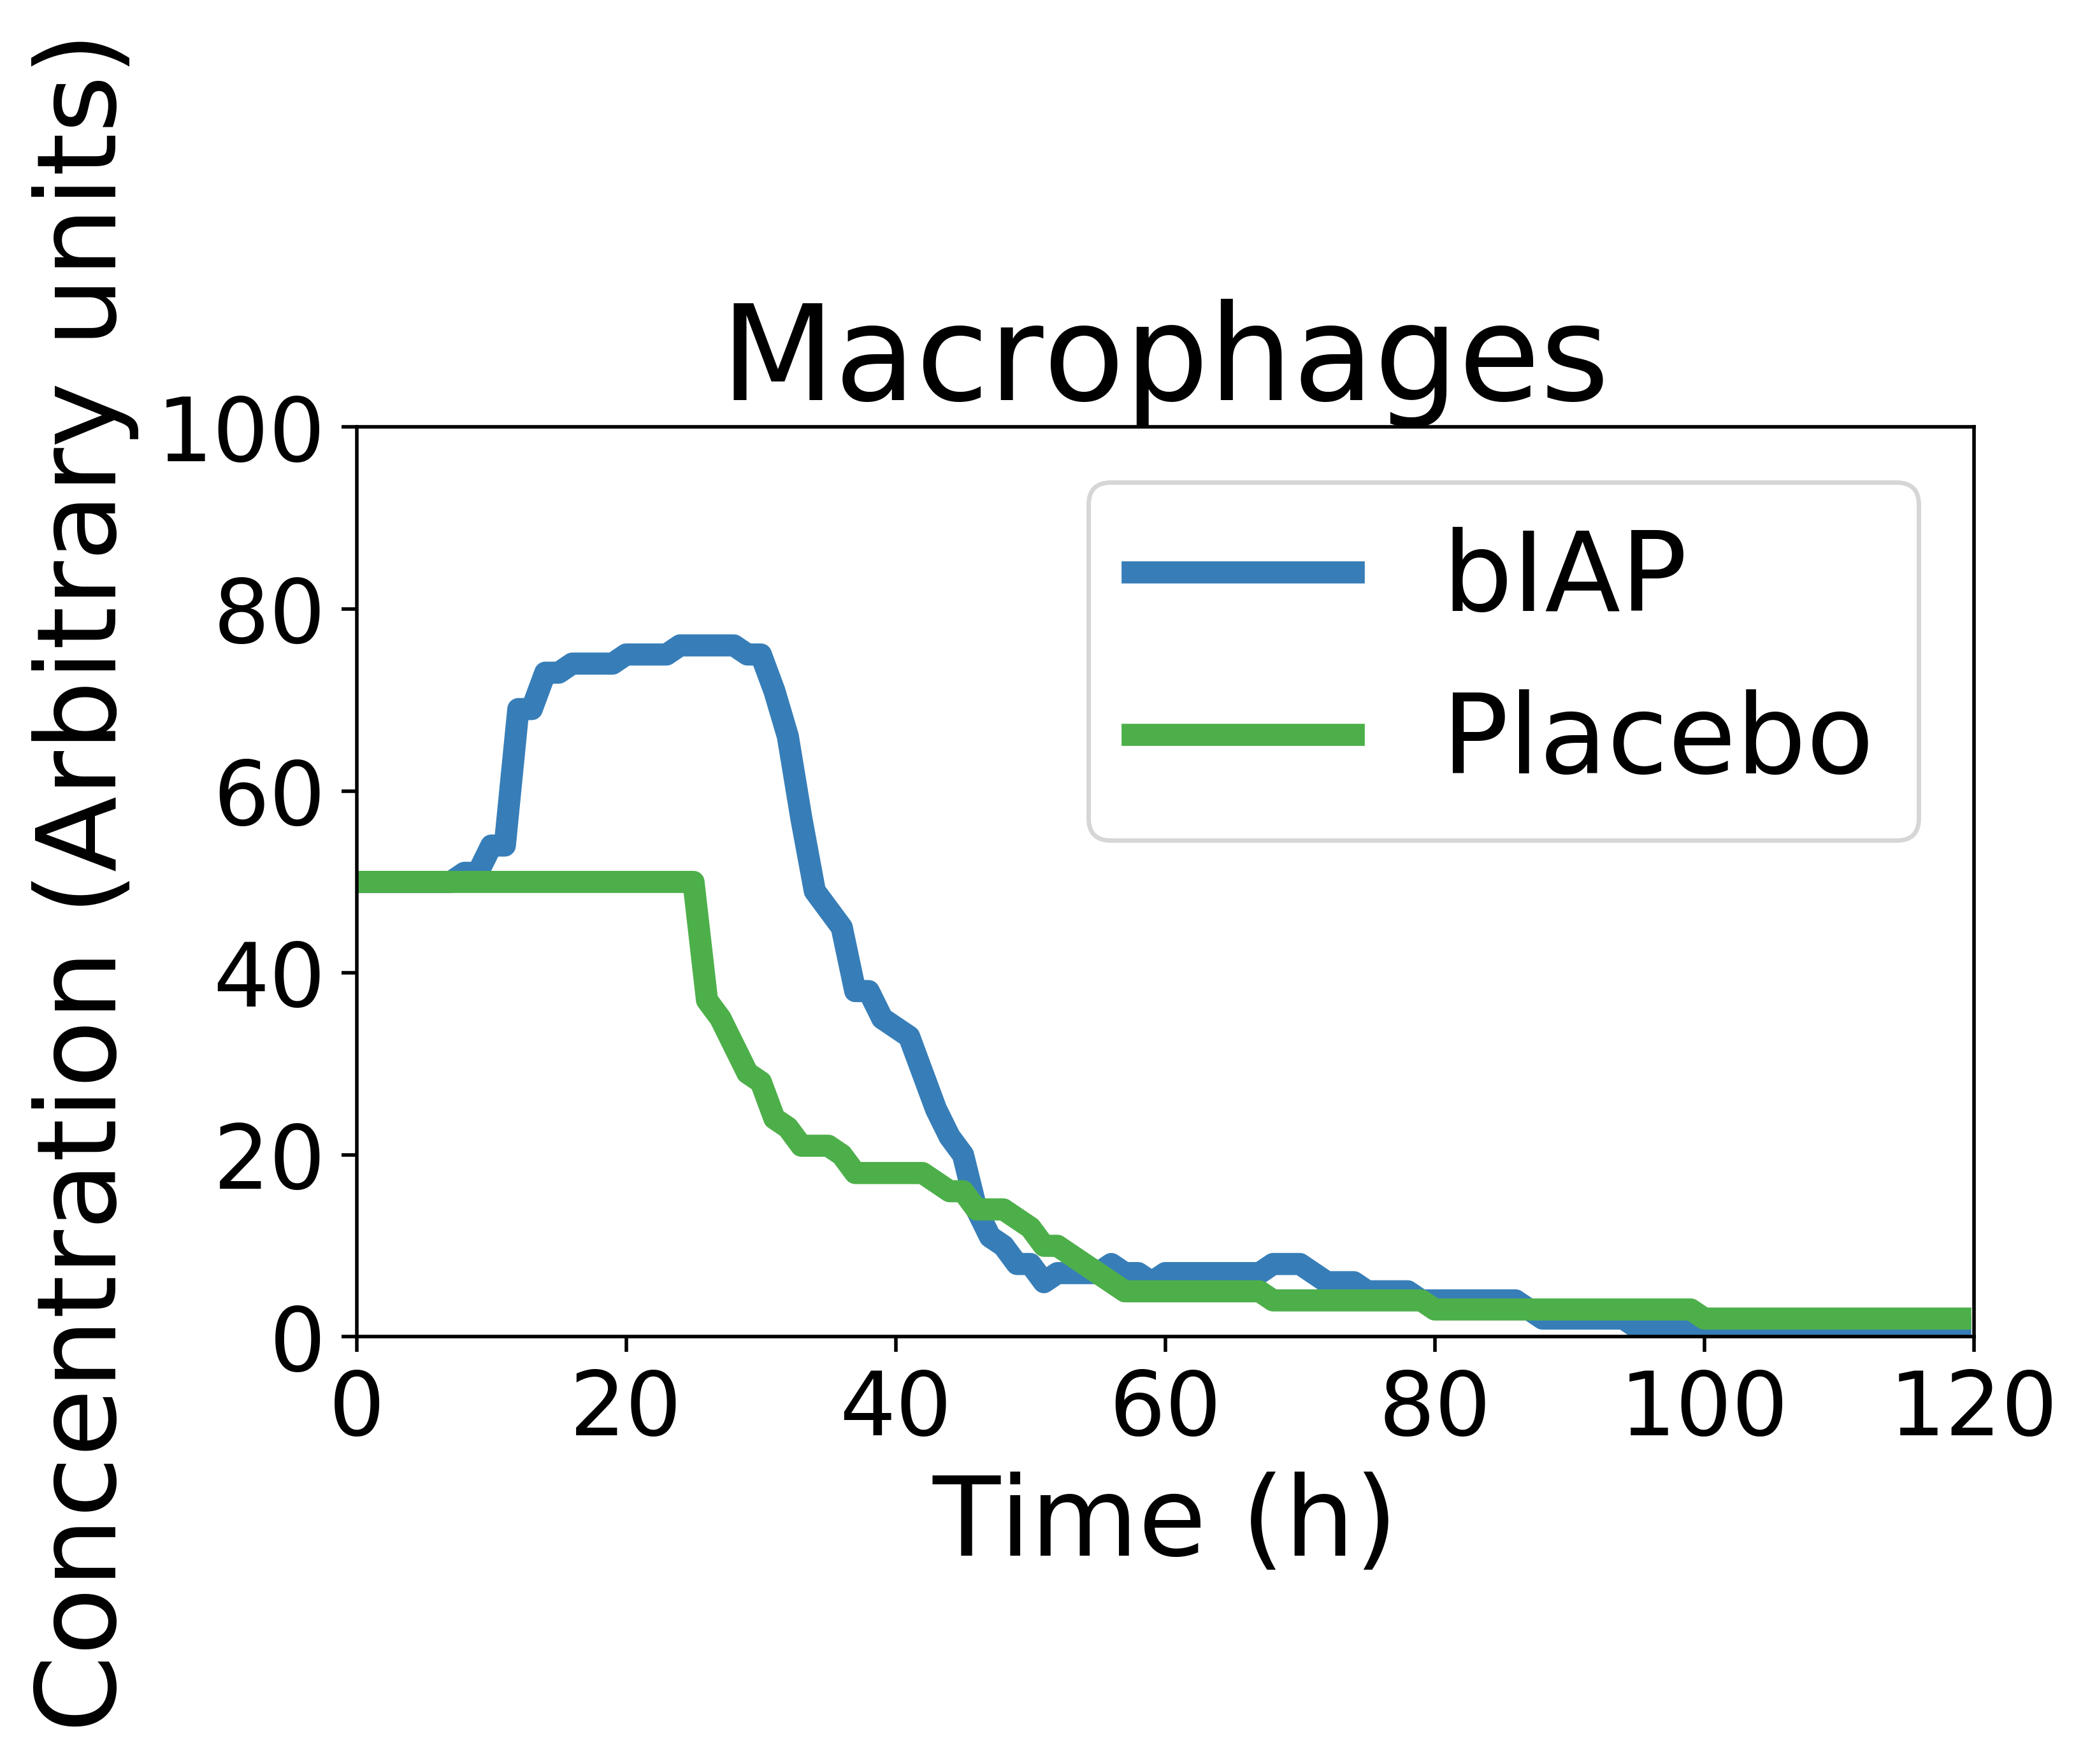 Macrophages
Concentration (Arbitrary units)
100
80
60
40
20
0
bIAP
Placebo
0 20 40 60 80 100 120
Time (h)